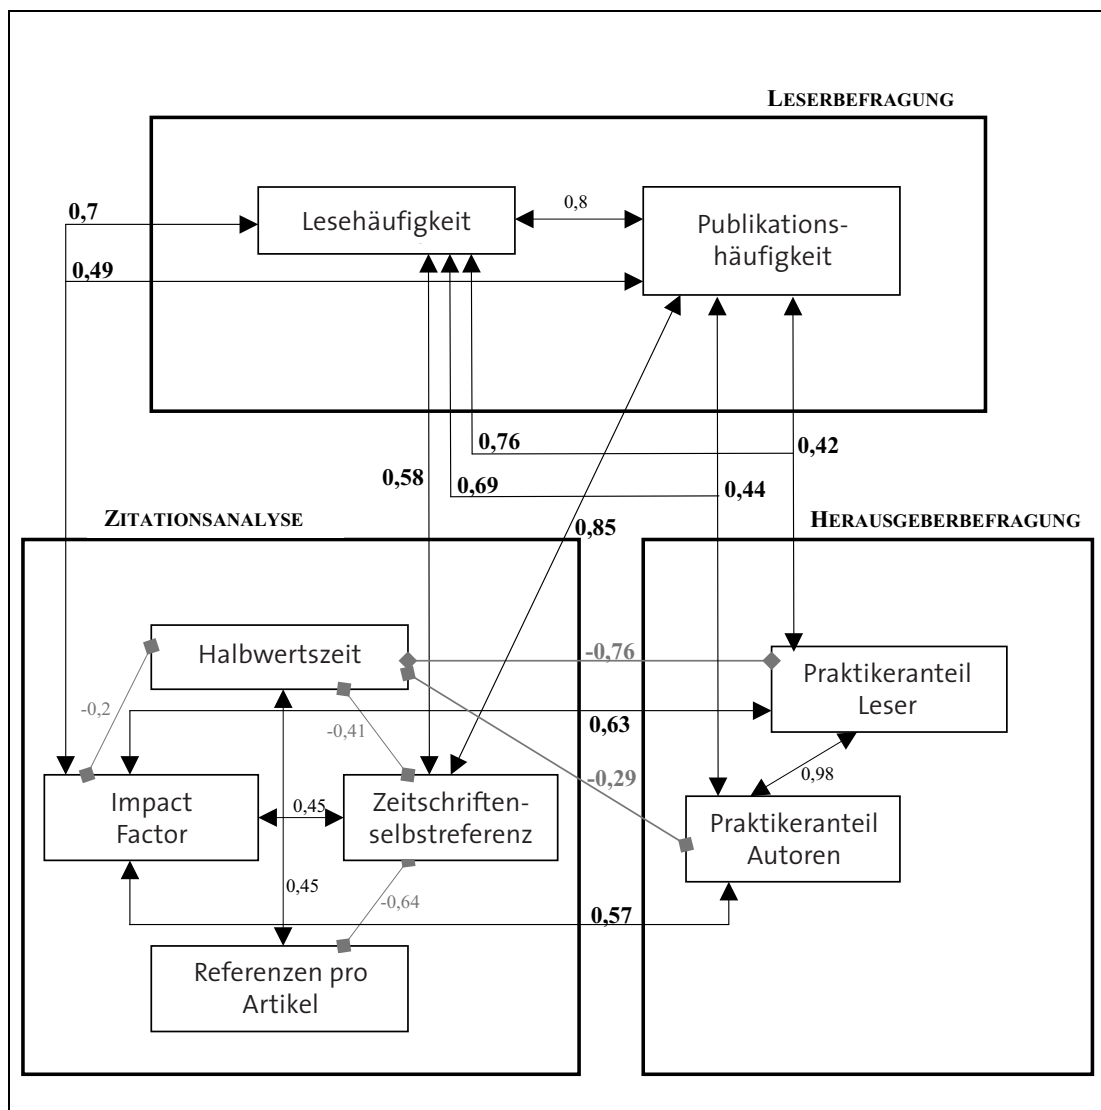 LESERBEFRAGUNG
0,7
Lesehäufigkeit
0,8
Publikations-
häufigkeit
0,49
0,76
0,42
0,58
0,69
0,44
ZITATIONSANALYSE
0,85
HERAUSGEBERBEFRAGUNG
Halbwertszeit
-0,76
Praktikeranteil
Leser
-0,2
-0,41
0,63
0,98
-0,29
Impact
Factor
0,45
Zeitschriften-
selbstreferenz
Praktikeranteil
Autoren
0,45
-0,64
0,57
Referenzen pro
Artikel